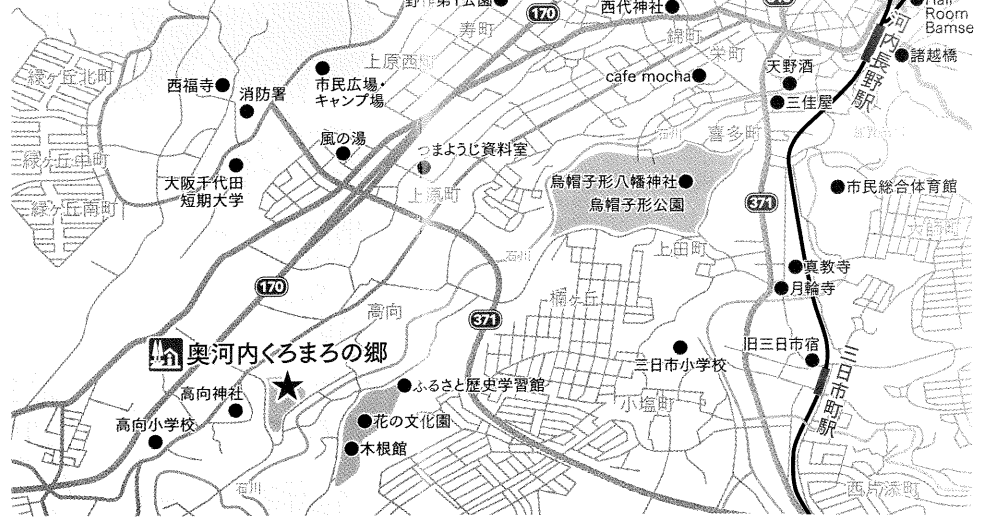 170
西代神社
Hall
Room
Bamse
寿町
錦町
栄町
上原西町
緑ヶ丘北町
西福寺
消防署
市民広場・
キャンプ場
cafe mocha
天野酒
三佳屋
河内長野駅
諸越橋
風の湯
つまようじ資料室
石川
喜多町
緑ヶ丘中町
大阪千代田
短期大学
上原町
烏帽子形八幡神社
烏帽子形公園
371
市民総合体育館
緑ヶ丘南町
大師町
上田町
石川
真教寺
月輪寺
170
楠ヶ丘
高向
371
奥河内くろまろの郷
旧三日市宿
三日市小学校
三日市町駅
高向神社
ふるさと歴史学習館
小塩町
高向小学校
花の文化園
木根館
石川
西片添町